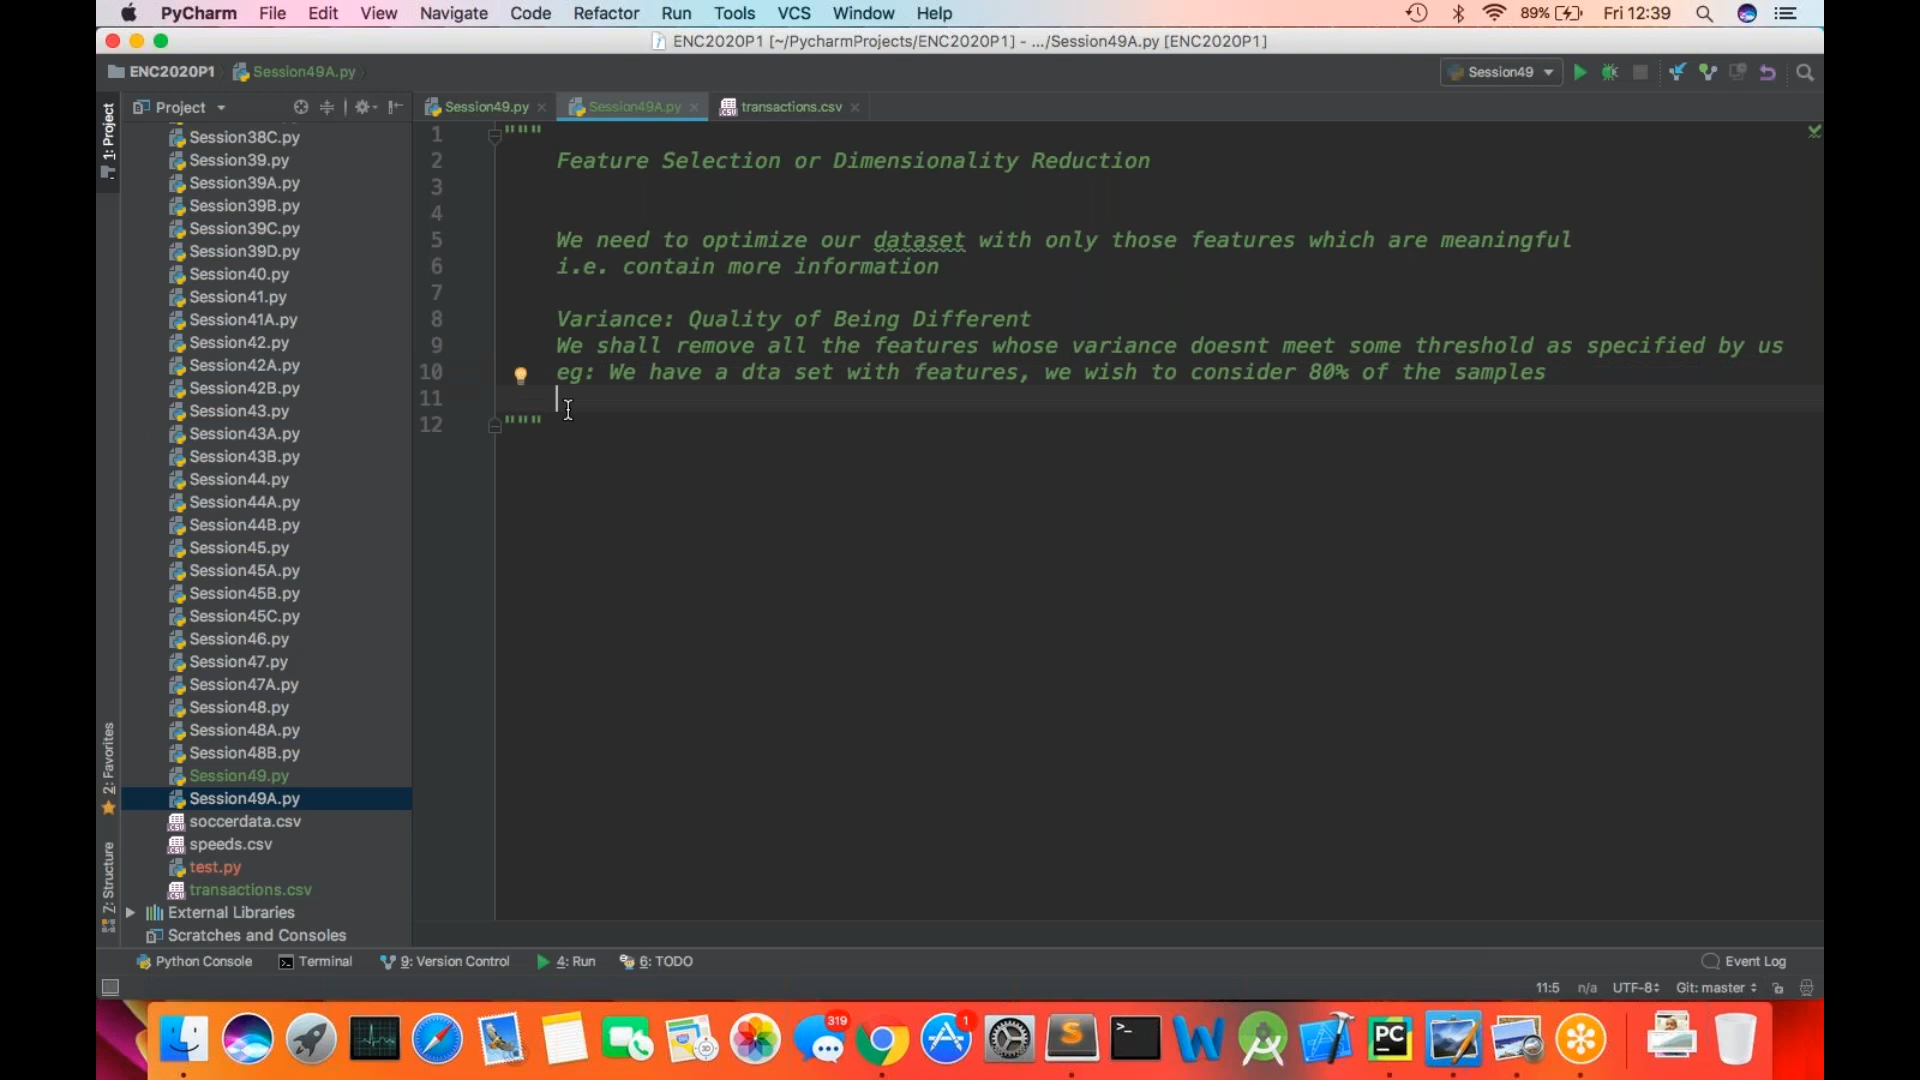 PyCharm File Edit View Navigate Code Refactor Run Tools VCS Window Help 89% Fri 12:39
ENC2020P1 [~/PycharmProjects/ENC2020P1] - .../Session49A.py [ENC2020P1]
ENC2020P1 Session49A.py Session49
Project Session49.py Session49A.py transactions.csv
1: Project
2: Favorites
7: Structure
Session38C.py
Session39.py
Session39A.py
Session39B.py
Session39C.py
Session39D.py
Session40.py
Session41.py
Session41A.py
Session42.py
Session42A.py
Session42B.py
Session43.py
Session43A.py
Session43B.py
Session44.py
Session44A.py
Session44B.py
Session45.py
Session45A.py
Session45B.py
Session45C.py
Session46.py
Session47.py
Session47A.py
Session48.py
Session48A.py
Session48B.py
Session49.py
Session49A.py
soccerdata.csv
speeds.csv
test.py
transactions.csv
External Libraries
Scratches and Consoles
1 """
2 Feature Selection or Dimensionality Reduction
3
4
5 We need to optimize our dataset with only those features which are meaningful
6 i.e. contain more information
7
8 Variance: Quality of Being Different
9 We shall remove all the features whose variance doesnt meet some threshold as specified by us
10 eg: We have a dta set with features, we wish to consider 80% of the samples
11
12 """
Python Console Terminal 9: Version Control 4: Run 6: TODO Event Log
11:5 n/a UTF-8 Git: master
319 1
S >_ W PC